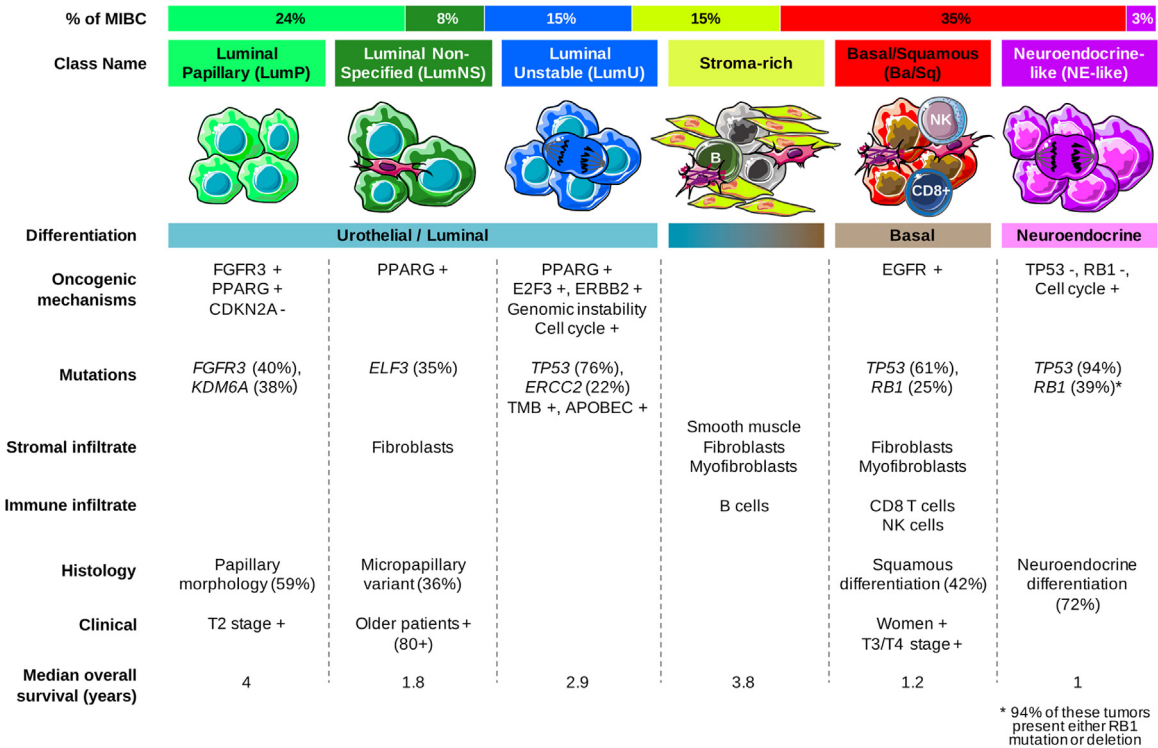 % of MIBC 24% 8% 15% 15% 35% 3%
Class Name
Luminal
Papillary (LumP)
Luminal Non-
Specified (LumNS)
Luminal
Unstable (LumU)
Stroma-rich
Basal/Squamous
(Ba/Sq)
Neuroendocrine-
like (NE-like)
B
NK
CD8+
Differentiation
Urothelial / Luminal
Basal
Neuroendocrine
Oncogenic
mechanisms
FGFR3 +
PPARG +
CDKN2A -
PPARG +
PPARG +
E2F3 +, ERBB2 +
Genomic instability
Cell cycle +
EGFR +
TP53 -, RB1 -,
Cell cycle +
Mutations
FGFR3 (40%),
KDM6A (38%)
ELF3 (35%)
TP53 (76%),
ERCC2 (22%)
TMB +, APOBEC +
TP53 (61%),
RB1 (25%)
TP53 (94%)
RB1 (39%)*
Stromal infiltrate
Fibroblasts
Smooth muscle
Fibroblasts
Myofibroblasts
Fibroblasts
Myofibroblasts
Immune infiltrate
B cells
CD8 T cells
NK cells
Histology
Papillary
morphology (59%)
Micropapillary
variant (36%)
Squamous
differentiation (42%)
Neuroendocrine
differentiation
(72%)
Clinical
T2 stage +
Older patients +
(80+)
Women +
T3/T4 stage +
Median overall
survival (years)
4
1.8
2.9
3.8
1.2
1
* 94% of these tumors
present either RB1
mutation or deletion